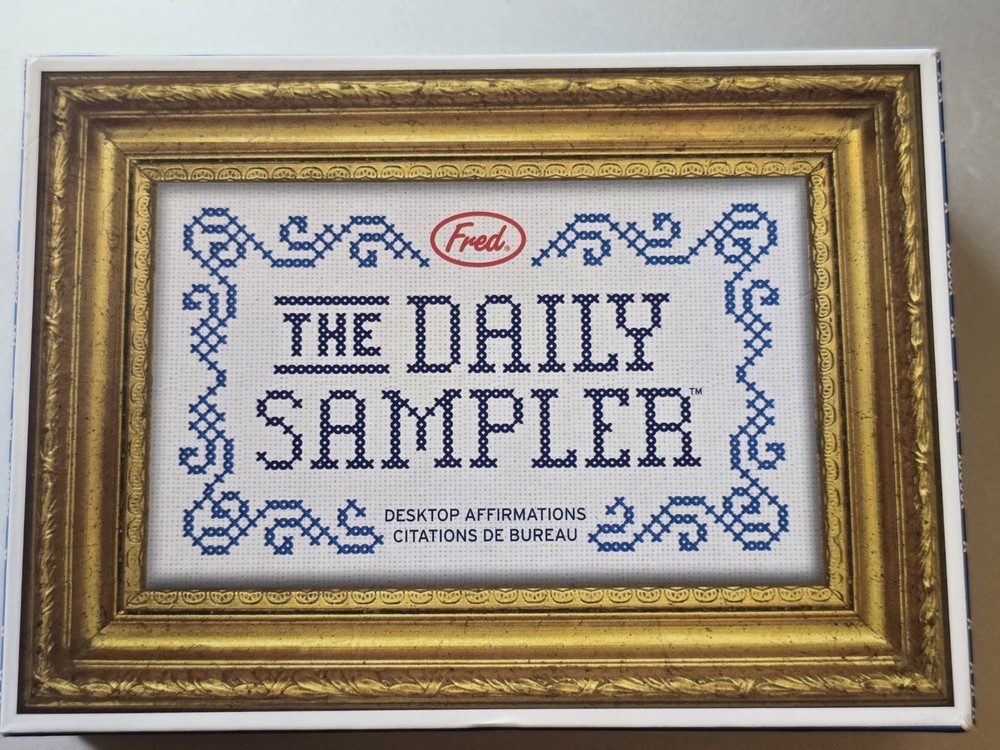 Fred®
THE DAILY
SAMPLER™
DESKTOP AFFIRMATIONS
CITATIONS DE BUREAU